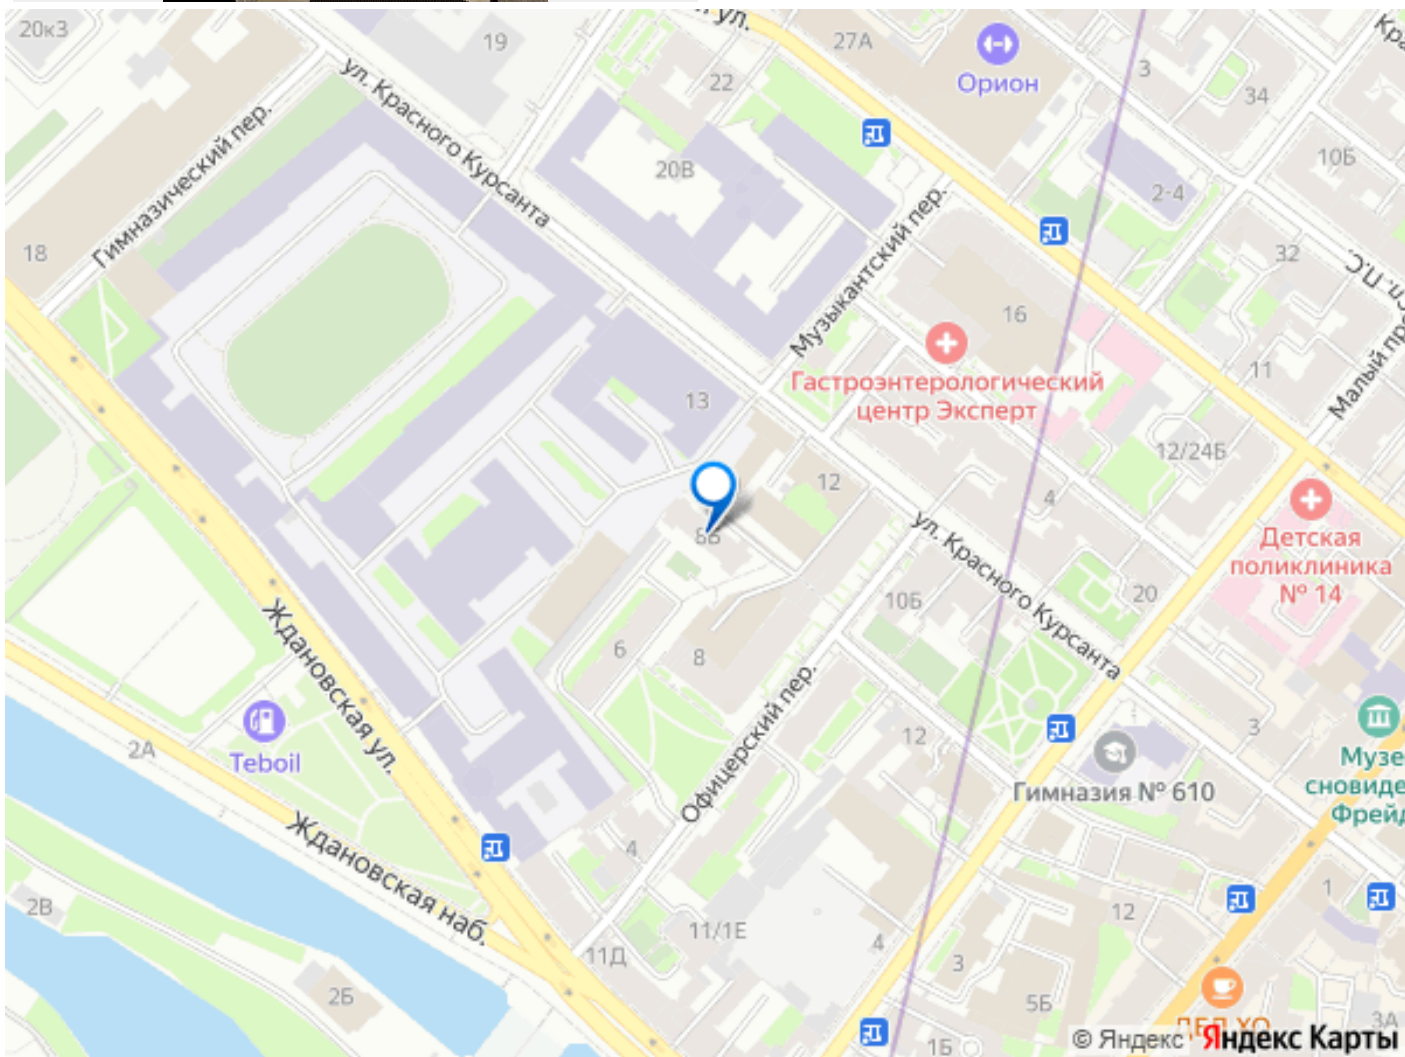 20к3
19
ул.
27А
Орион
3
34
22
ул. Красного Курсанта
Гимназический пер.
20В
10Б
2-4
18
Музыкантский пер.
32
16
Гастроэнтерологический
центр Эксперт
11
13
12/24Б
12
4
Детская
поликлиника
№ 14
ул. Красного Курсанта
10Б
20
6
8
Ждановская ул.
Teboil
2А
Офицерский пер.
12
3
Гимназия № 610
Ждановская наб.
4
2В
11/1Е
11Д
4
12
1
3
2Б
5Б
1Б
3А
© Яндекс Яндекс Карты